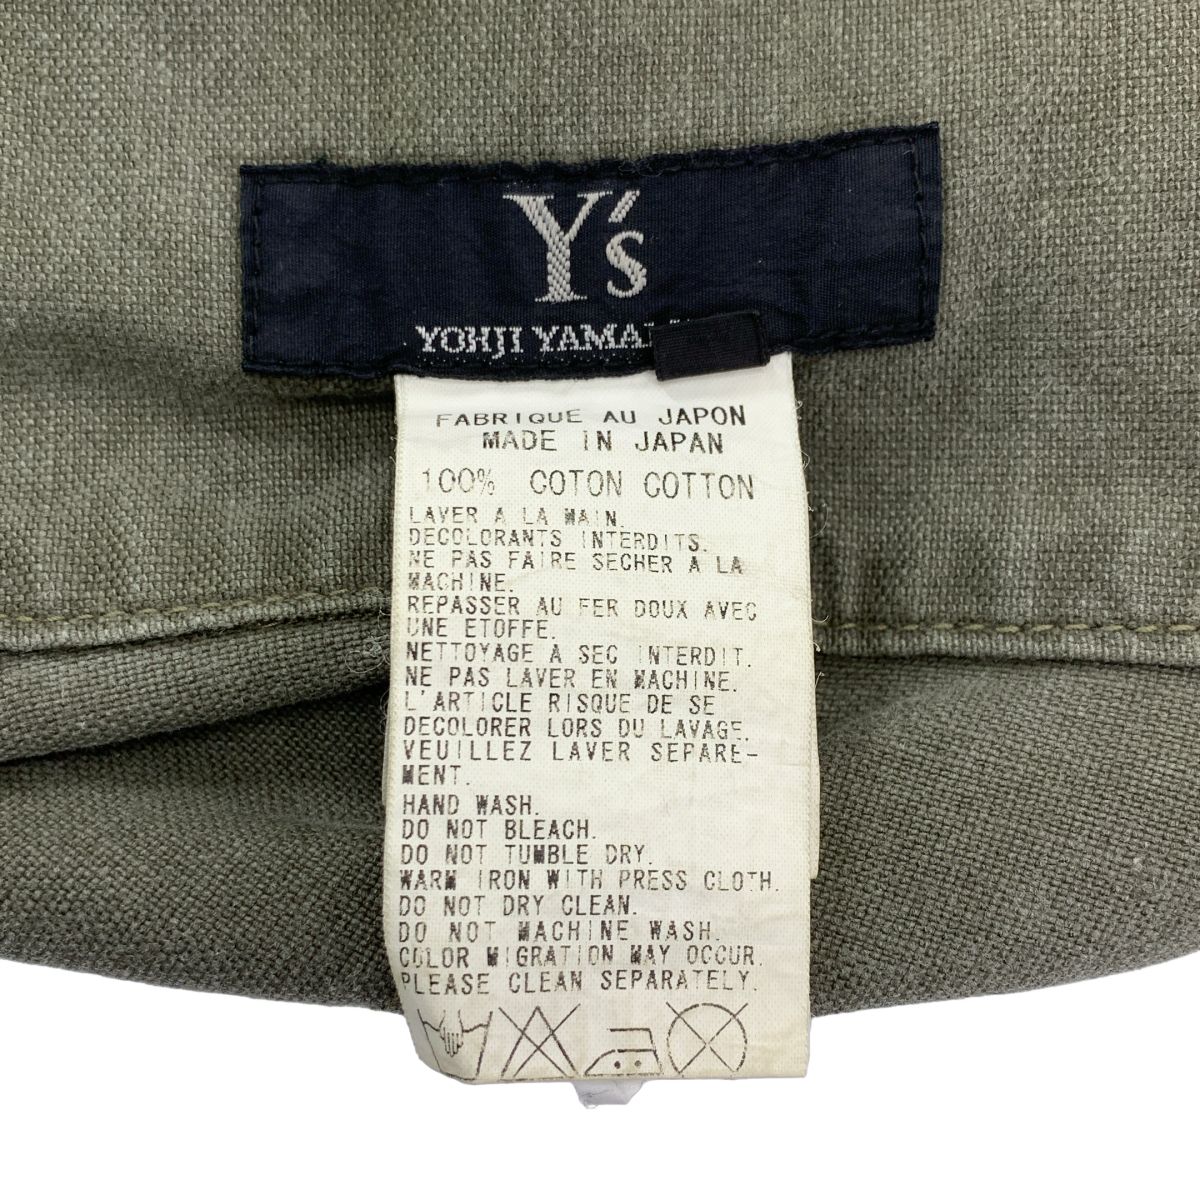 Y's
YOHJI
FABRIQUE AU JAPON
MADE IN JAPAN
100% COTON COTTON
LAVER A LA MAIN.
DECOLORANTS INTERDITS.
NE PAS FAIRE SECHER A LA
MACHINE.
REPASSER AU FER DOUX AVEC
UNE ETOFFE.
NETTOYAGE A SEC INTERDIT.
NE PAS LAVER EN MACHINE.
L'ARTICLE RISQUE DE SE
DECOLORER LORS DU LAVAGE.
VEUILLEZ LAVER SEPARE-
MENT.
HAND WASH.
DO NOT BLEACH.
DO NOT TUMBLE DRY.
WARM IRON WITH PRESS CLOTH.
DO NOT DRY CLEAN.
DO NOT MACHINE WASH.
COLOR MIGRATION MAY OCCUR.
PLEASE CLEAN SEPARATELY.